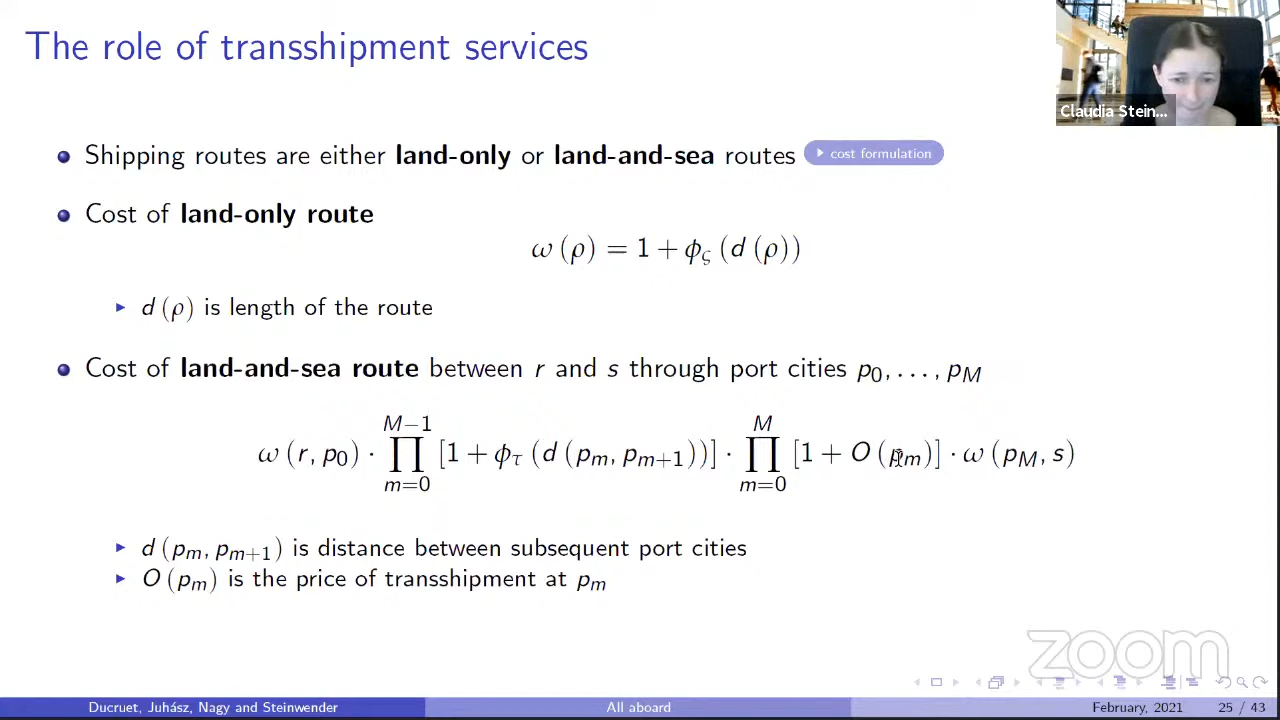 The role of transshipment services
Claudia Stein...
Shipping routes are either land-only or land-and-sea routes
cost formulation
Cost of land-only route
ω (ρ) = 1 + ϕ_ς (d (ρ))
d (ρ) is length of the route
Cost of land-and-sea route between r and s through port cities p_0, . . . , p_M
ω (r, p_0) · ∏_{m=0}^{M−1} [1 + ϕ_τ (d (p_m, p_{m+1}))] · ∏_{m=0}^{M} [1 + O (p_m)] · ω (p_M, s)
d (p_m, p_{m+1}) is distance between subsequent port cities
O (p_m) is the price of transshipment at p_m
zoom
Ducruet, Juhász, Nagy and Steinwender All aboard February, 2021 25 / 43